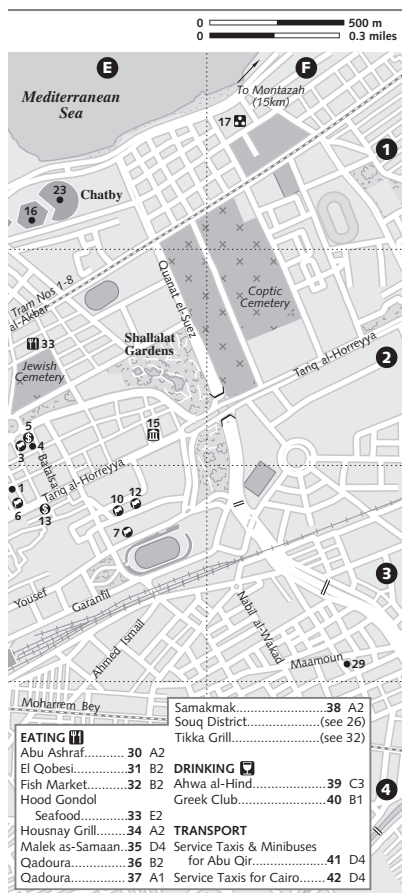 0 500 m
0 0.3 miles
E
F
To Montazah
(15km)
Mediterranean
Sea
17
1
23
Chatby
16
Tram Nos 1-8
al-Akbar
Quanat el-Suez
Coptic
Cemetery
33
Shallalat
Gardens
2
Jewish
Cemetery
Tariq al-Horreyya
5
4
3
15
Batalsa
Tariq al-Horreyya
1
6
13
10
12
7
3
Yousef
Garanfil
Nabil al-Wakad
Ahmed Ismail
Maamoun
29
Moharrem Bey
4
EATING
Abu Ashraf............30 A2
El Qobesi...............31 B2
Fish Market...........32 B2
Hood Gondol
Seafood............33 E2
Housnay Grill........34 A2
Malek as-Samaan..35 D4
Qadoura...............36 B2
Qadoura...............37 A1
Samakmak.......................38 A2
Souq District................(see 26)
Tikka Grill....................(see 32)
DRINKING
Ahwa al-Hind..................39 C3
Greek Club......................40 B1
TRANSPORT
Service Taxis & Minibuses
for Abu Qir...................41 D4
Service Taxis for Cairo.....42 D4